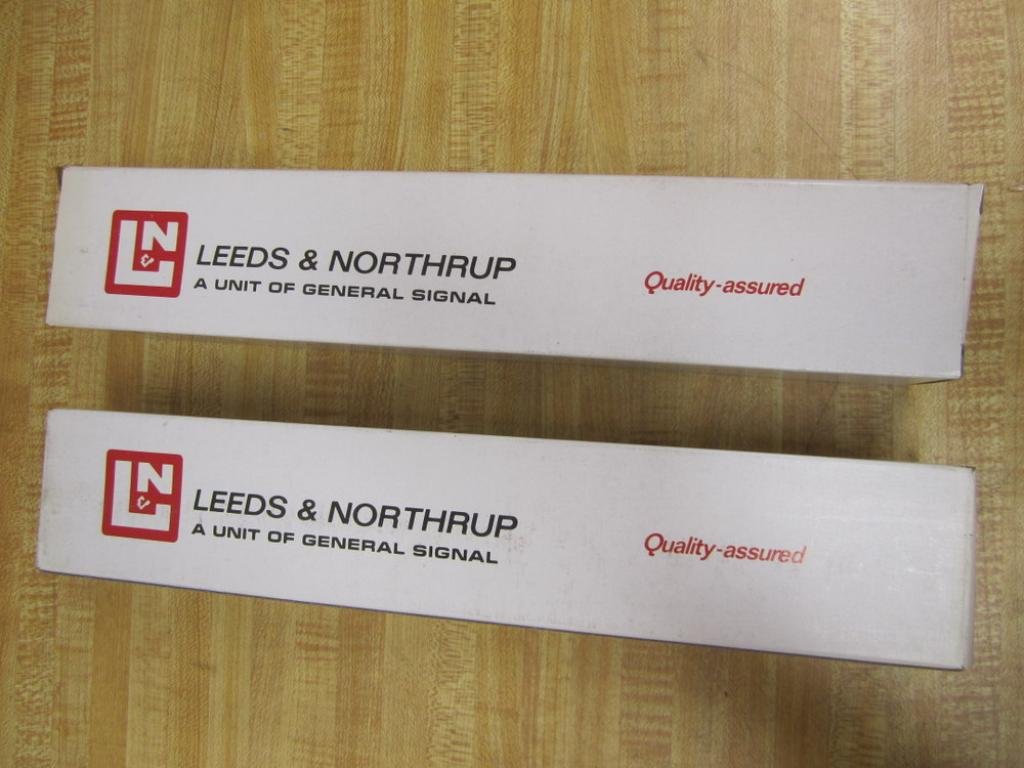 L&N
LEEDS & NORTHRUP
A UNIT OF GENERAL SIGNAL
Quality-assured
L&N
LEEDS & NORTHRUP
A UNIT OF GENERAL SIGNAL
Quality-assured